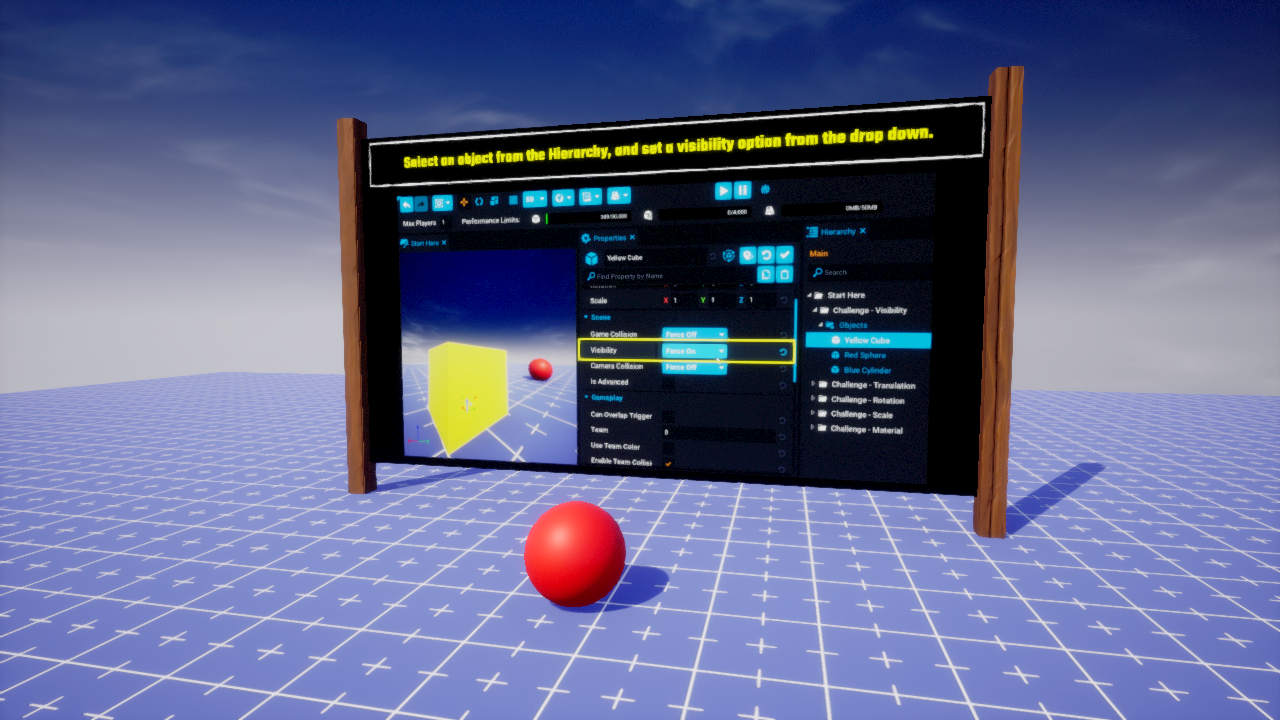 Select an object from the Hierarchy, and set a visibility option from the drop down.
Max Players 1 Performance Limits:
Start Here
Properties
Yellow Cube
Find Property by Name
Scale X 1 Y 1 Z 1
Scene
Game Collision Force Off
Visibility Force On
Camera Collision Force Off
Is Advanced
Gameplay
Can Overlap Trigger
Team 0
Use Team Color
Enable Team Collisi
Hierarchy
Main
Search
Start Here
Challenge - Visibility
Objects
Yellow Cube
Red Sphere
Blue Cylinder
Challenge - Translation
Challenge - Rotation
Challenge - Scale
Challenge - Material